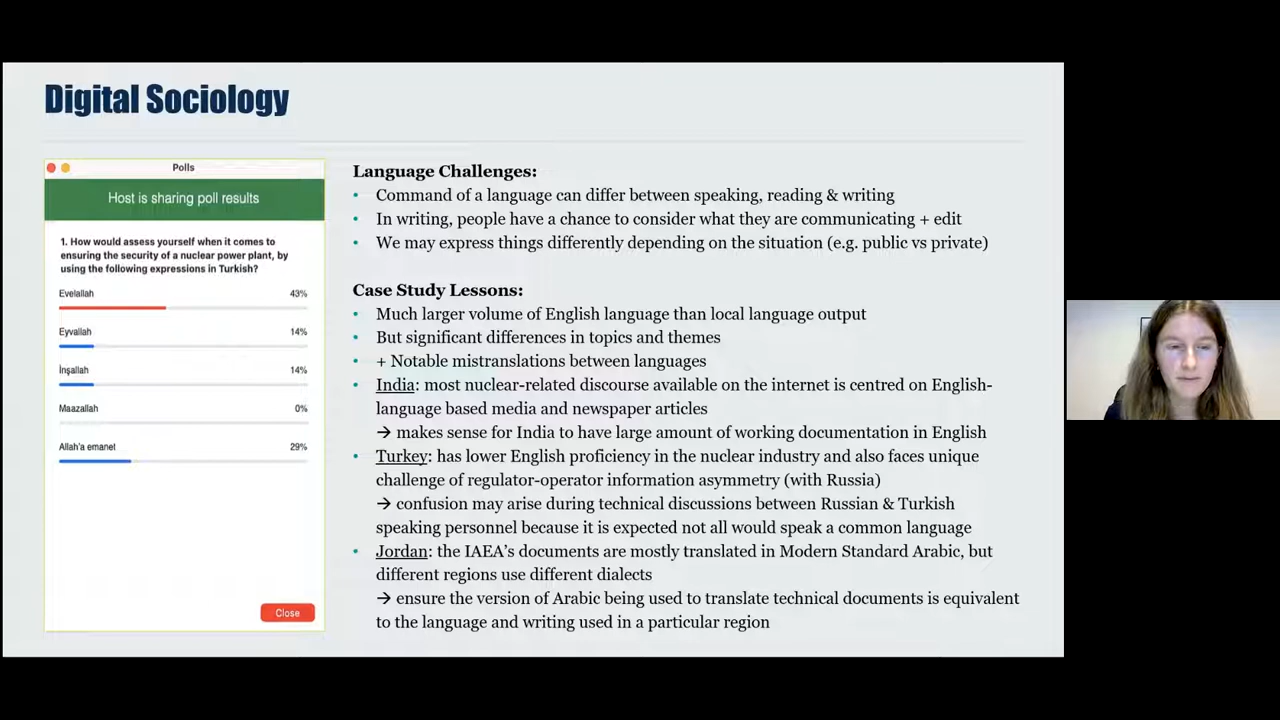 Digital Sociology
Polls
Host is sharing poll results
1. How would assess yourself when it comes to
ensuring the security of a nuclear power plant, by
using the following expressions in Turkish?
Evelallah 43%
Eyvallah 14%
İnşallah 14%
Maazallah 0%
Allah'a emanet 29%
Close
Language Challenges:
• Command of a language can differ between speaking, reading & writing
• In writing, people have a chance to consider what they are communicating + edit
• We may express things differently depending on the situation (e.g. public vs private)
Case Study Lessons:
• Much larger volume of English language than local language output
• But significant differences in topics and themes
• + Notable mistranslations between languages
• India: most nuclear-related discourse available on the internet is centred on English-
language based media and newspaper articles
→ makes sense for India to have large amount of working documentation in English
• Turkey: has lower English proficiency in the nuclear industry and also faces unique
challenge of regulator-operator information asymmetry (with Russia)
→ confusion may arise during technical discussions between Russian & Turkish
speaking personnel because it is expected not all would speak a common language
• Jordan: the IAEA's documents are mostly translated in Modern Standard Arabic, but
different regions use different dialects
→ ensure the version of Arabic being used to translate technical documents is equivalent
to the language and writing used in a particular region